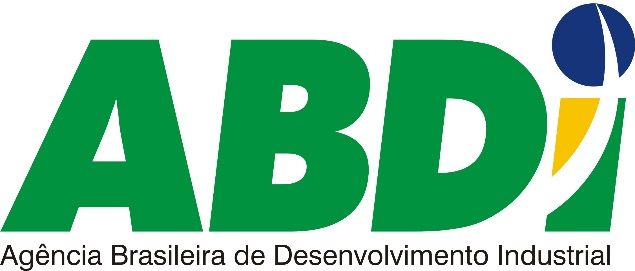 ABDi
Agência Brasileira de Desenvolvimento Industrial